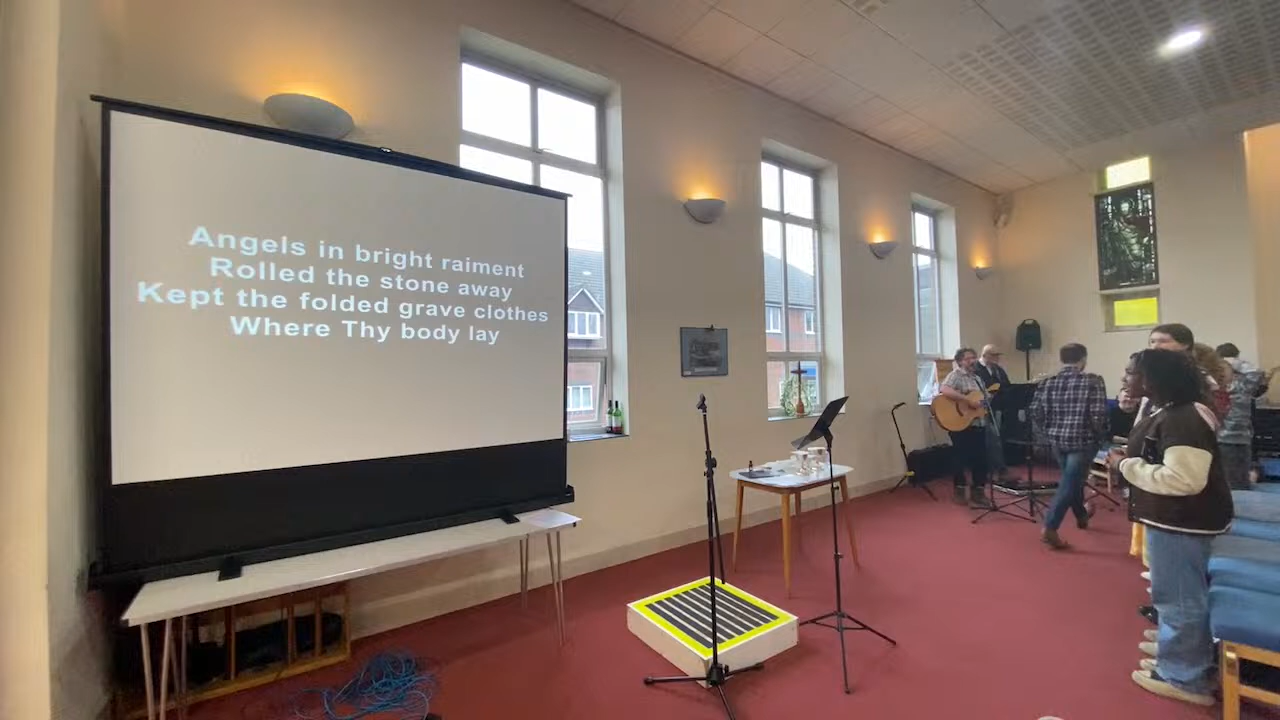 Angels in bright raiment
Rolled the stone away
Kept the folded grave clothes
Where Thy body lay